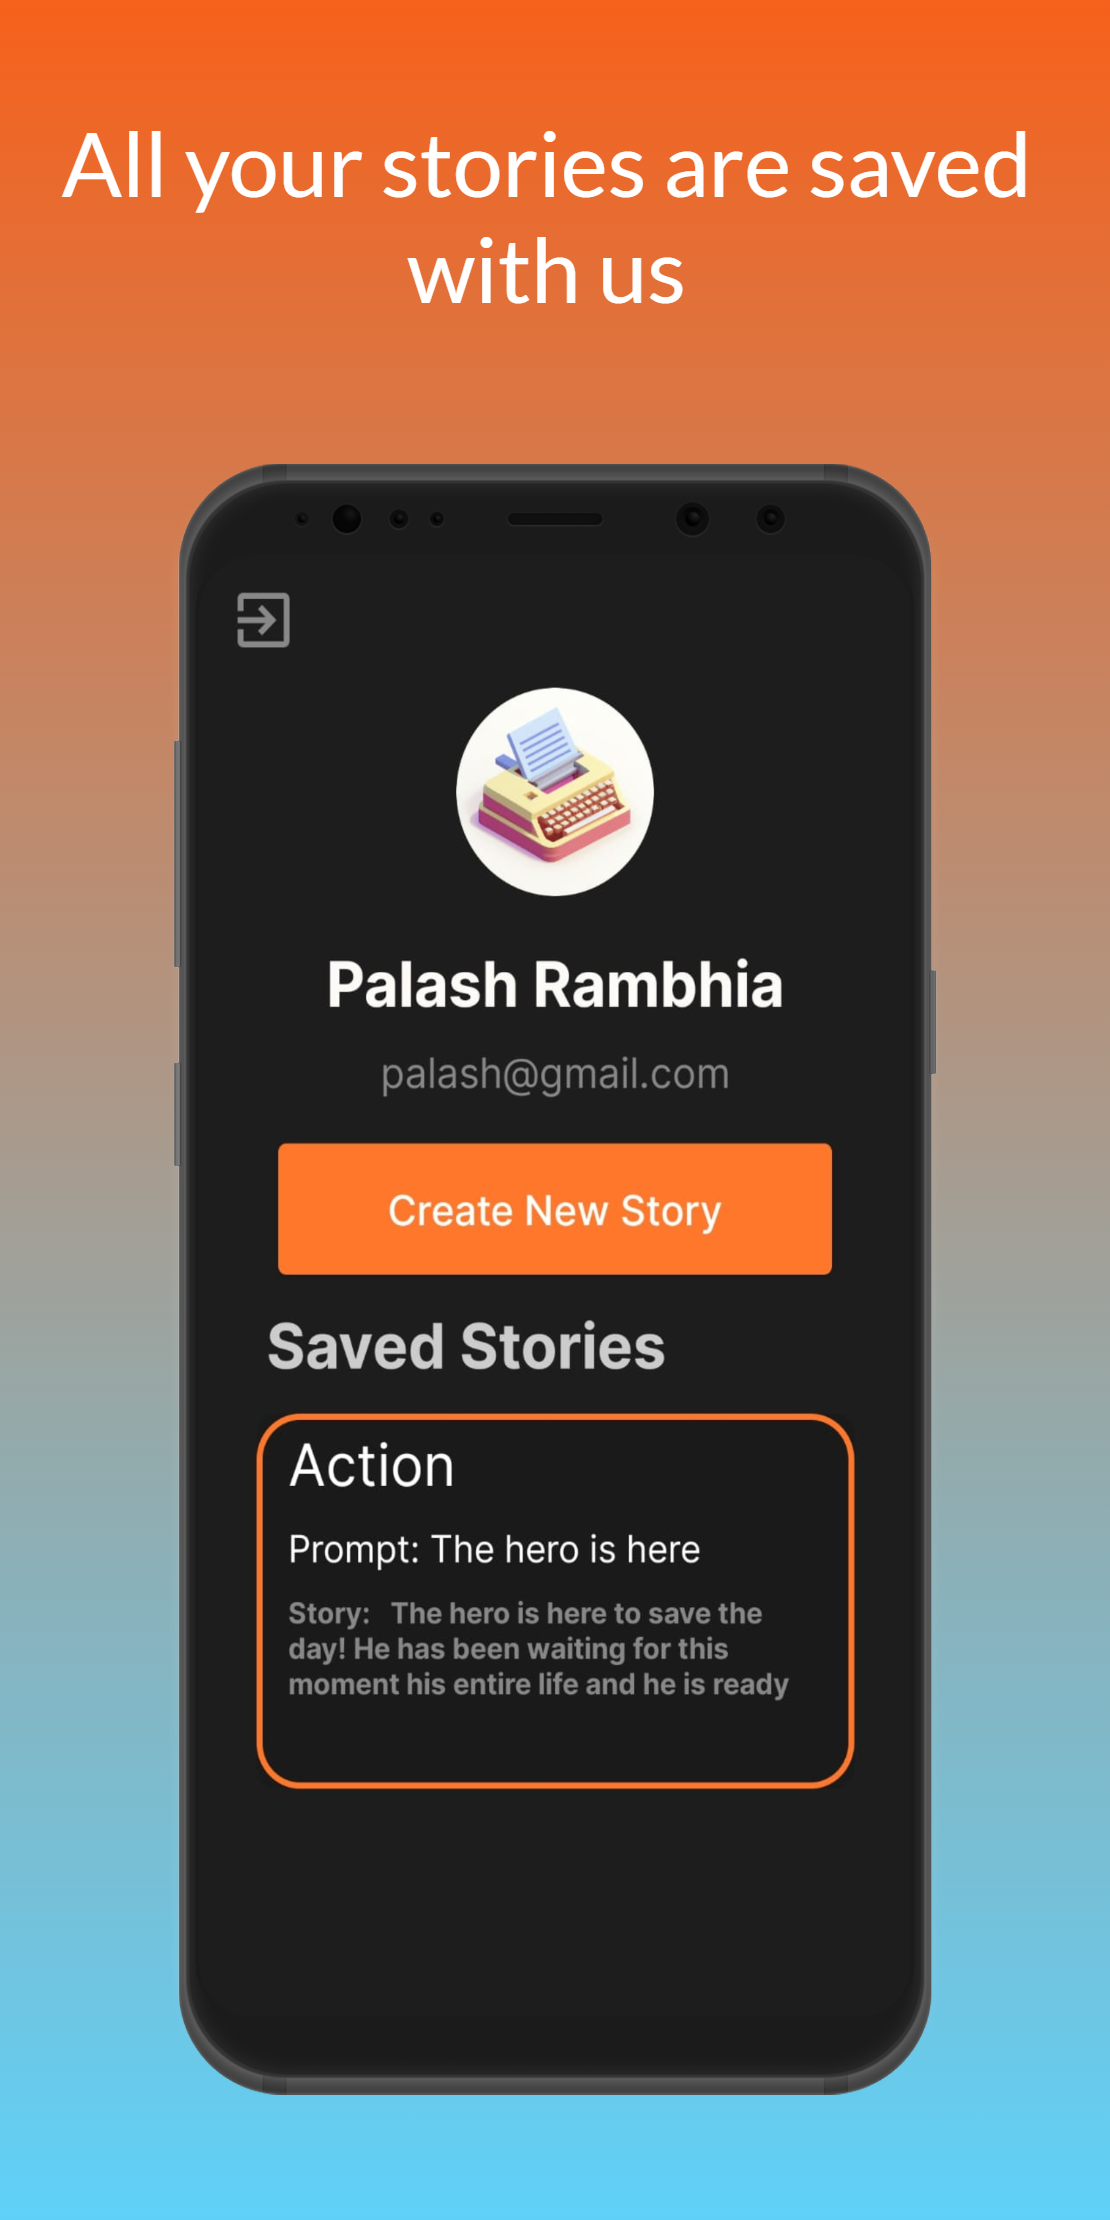 All your stories are saved
with us
Palash Rambhia
palash@gmail.com
Create New Story
Saved Stories
Action
Prompt: The hero is here
Story: The hero is here to save the
day! He has been waiting for this
moment his entire life and he is ready